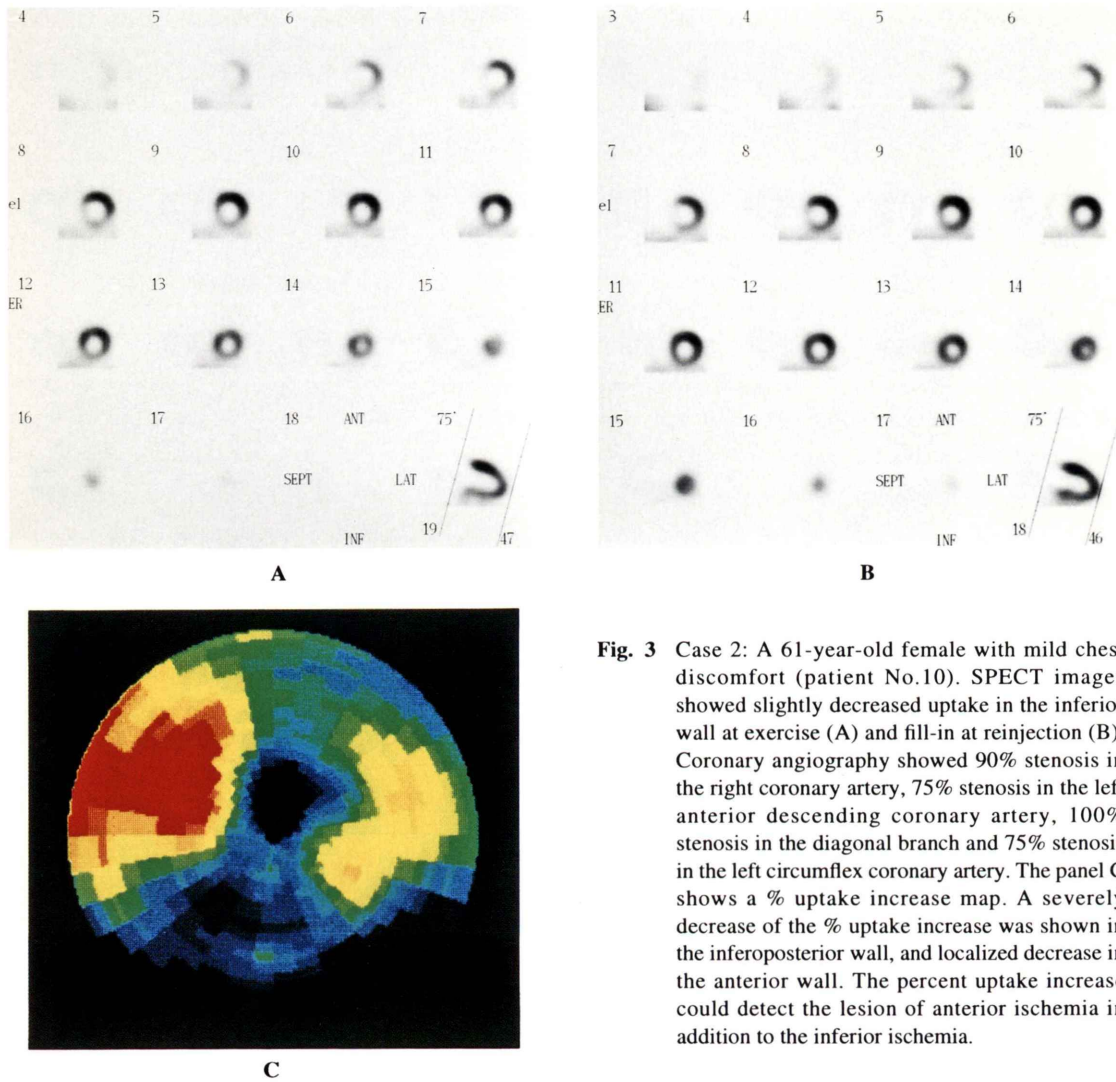 4 5 6 7
8 9 10 11
el
12 13 14 15
ER
16 17 18 ANT 75°
SEPT LAT
19 47
INF
A
3 4 5 6
7 8 9 10
el
11 12 13 14
ER
15 16 17 ANT 75°
SEPT LAT
18 46
INF
B
C
Fig. 3 Case 2: A 61-year-old female with mild ches
discomfort (patient No.10). SPECT image
showed slightly decreased uptake in the inferio
wall at exercise (A) and fill-in at reinjection (B)
Coronary angiography showed 90% stenosis in
the right coronary artery, 75% stenosis in the lef
anterior descending coronary artery, 100%
stenosis in the diagonal branch and 75% stenosi
in the left circumflex coronary artery. The panel C
shows a % uptake increase map. A severely
decrease of the % uptake increase was shown in
the inferoposterior wall, and localized decrease in
the anterior wall. The percent uptake increase
could detect the lesion of anterior ischemia in
addition to the inferior ischemia.